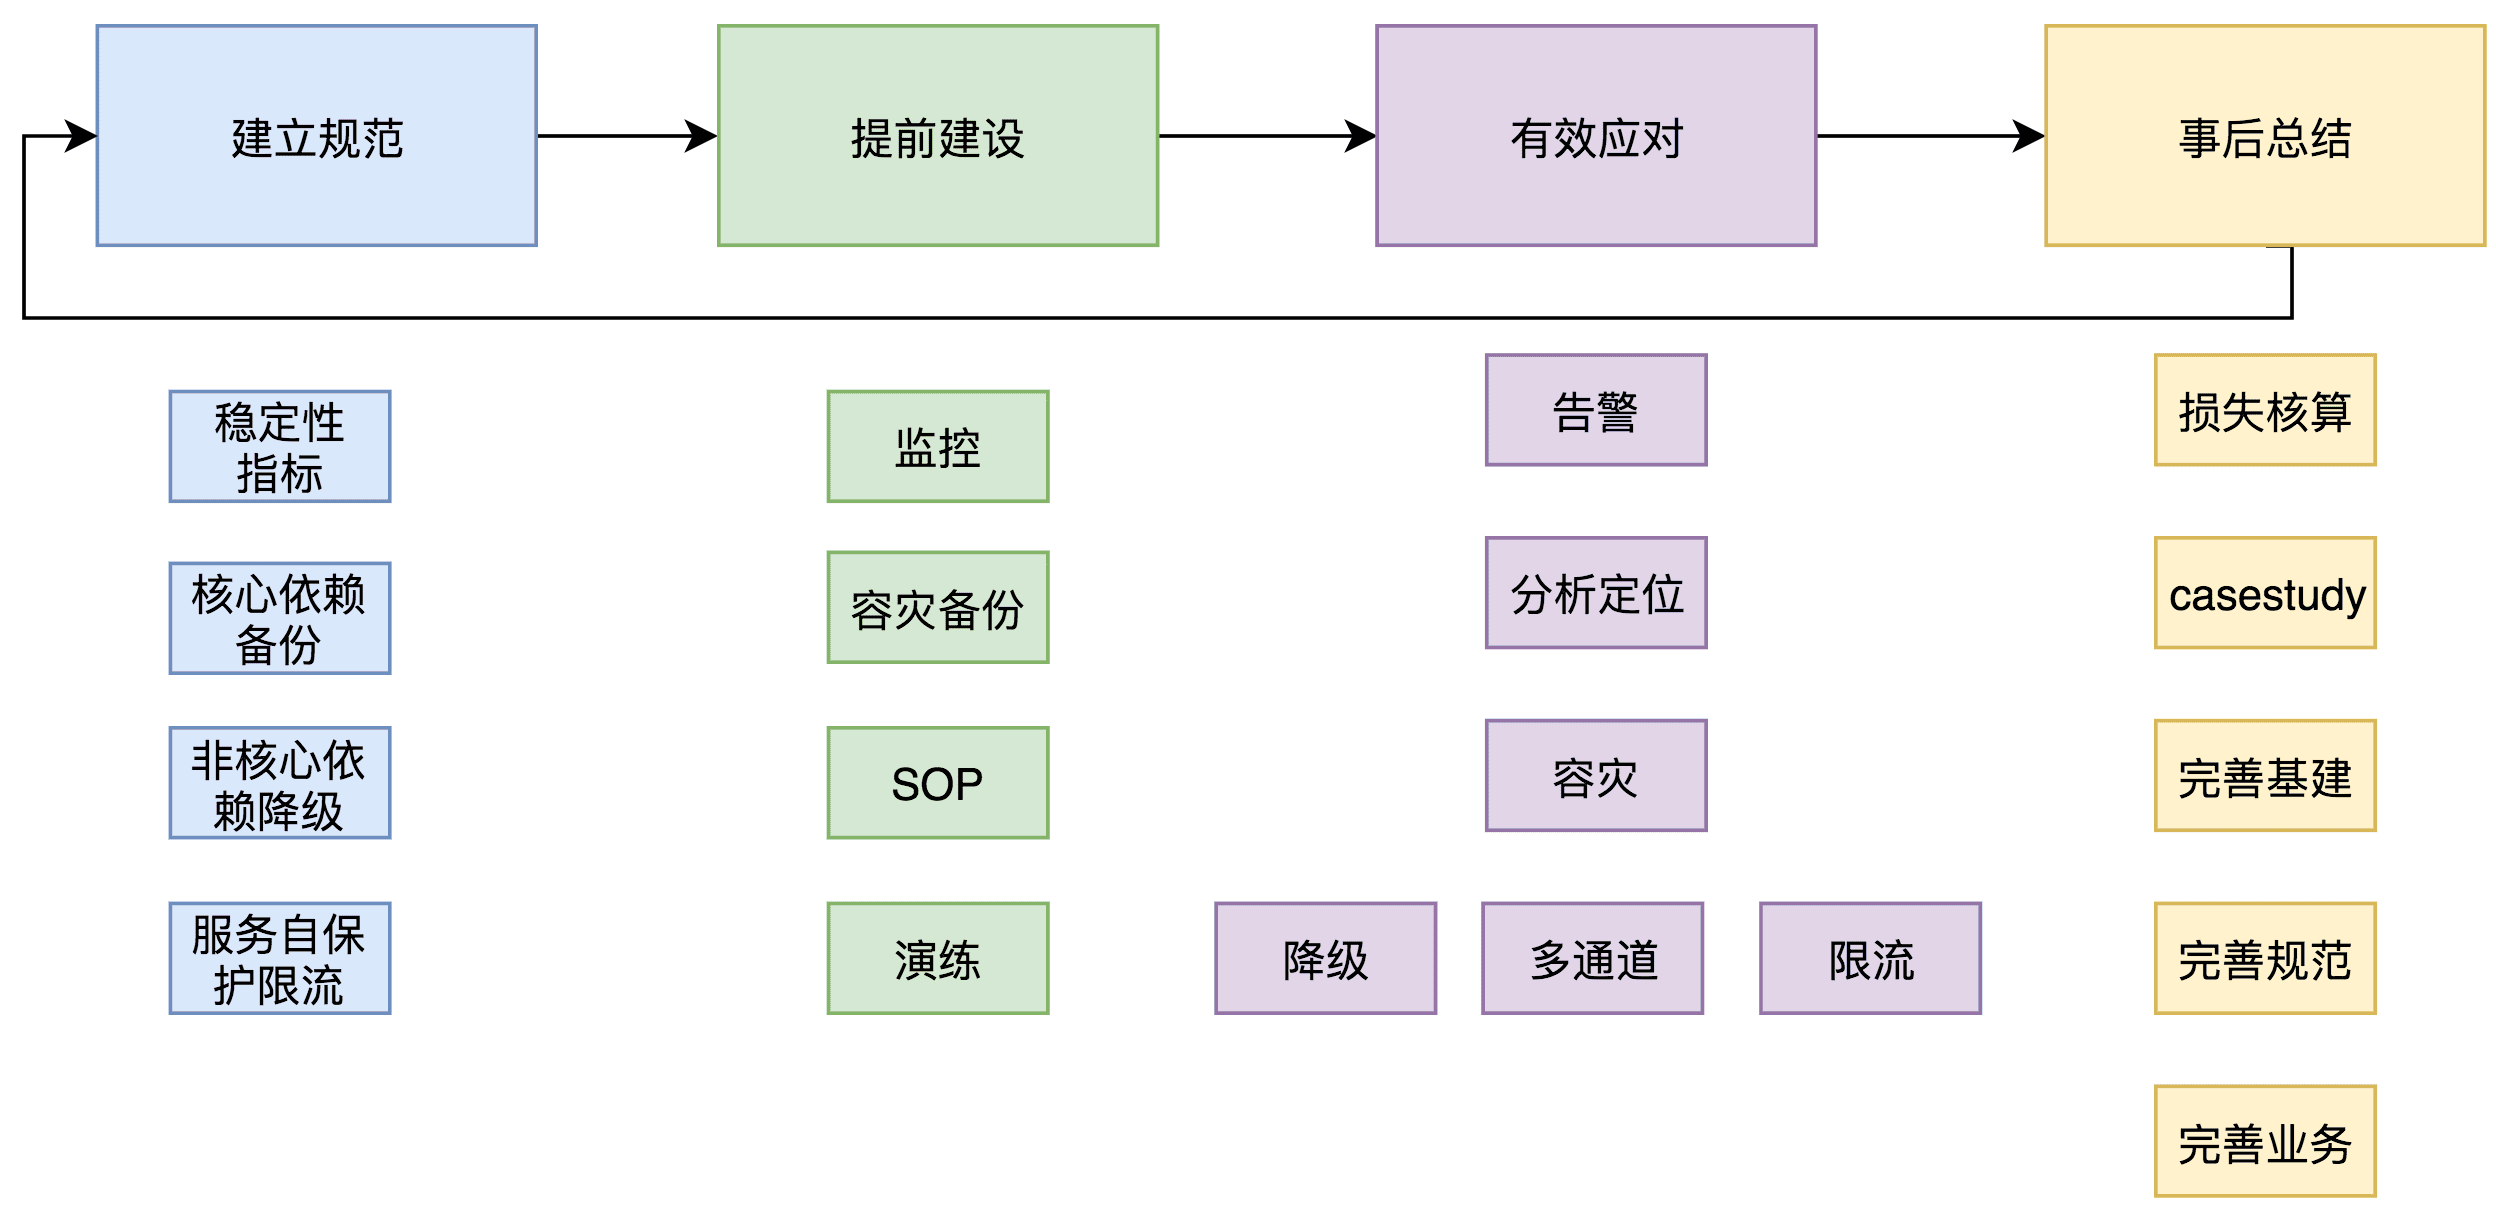 建立规范
提前建设
有效应对
事后总结
稳定性
指标
核心依赖
备份
非核心依
赖降级
服务自保
护限流
监控
容灾备份
SOP
演练
告警
分析定位
容灾
降级
多通道
限流
损失核算
casestudy
完善基建
完善规范
完善业务